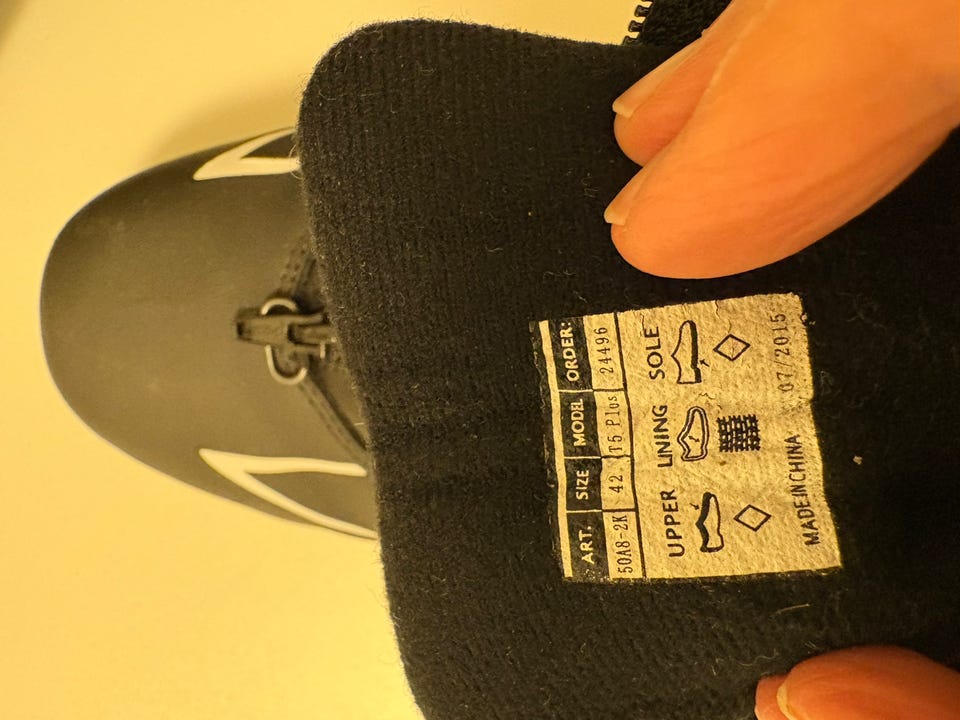 ART. SIZE MODEL ORDER:
50A8-2K 42 T5 Plus 24496
UPPER LINING SOLE
MADEINCHINA 07/2015